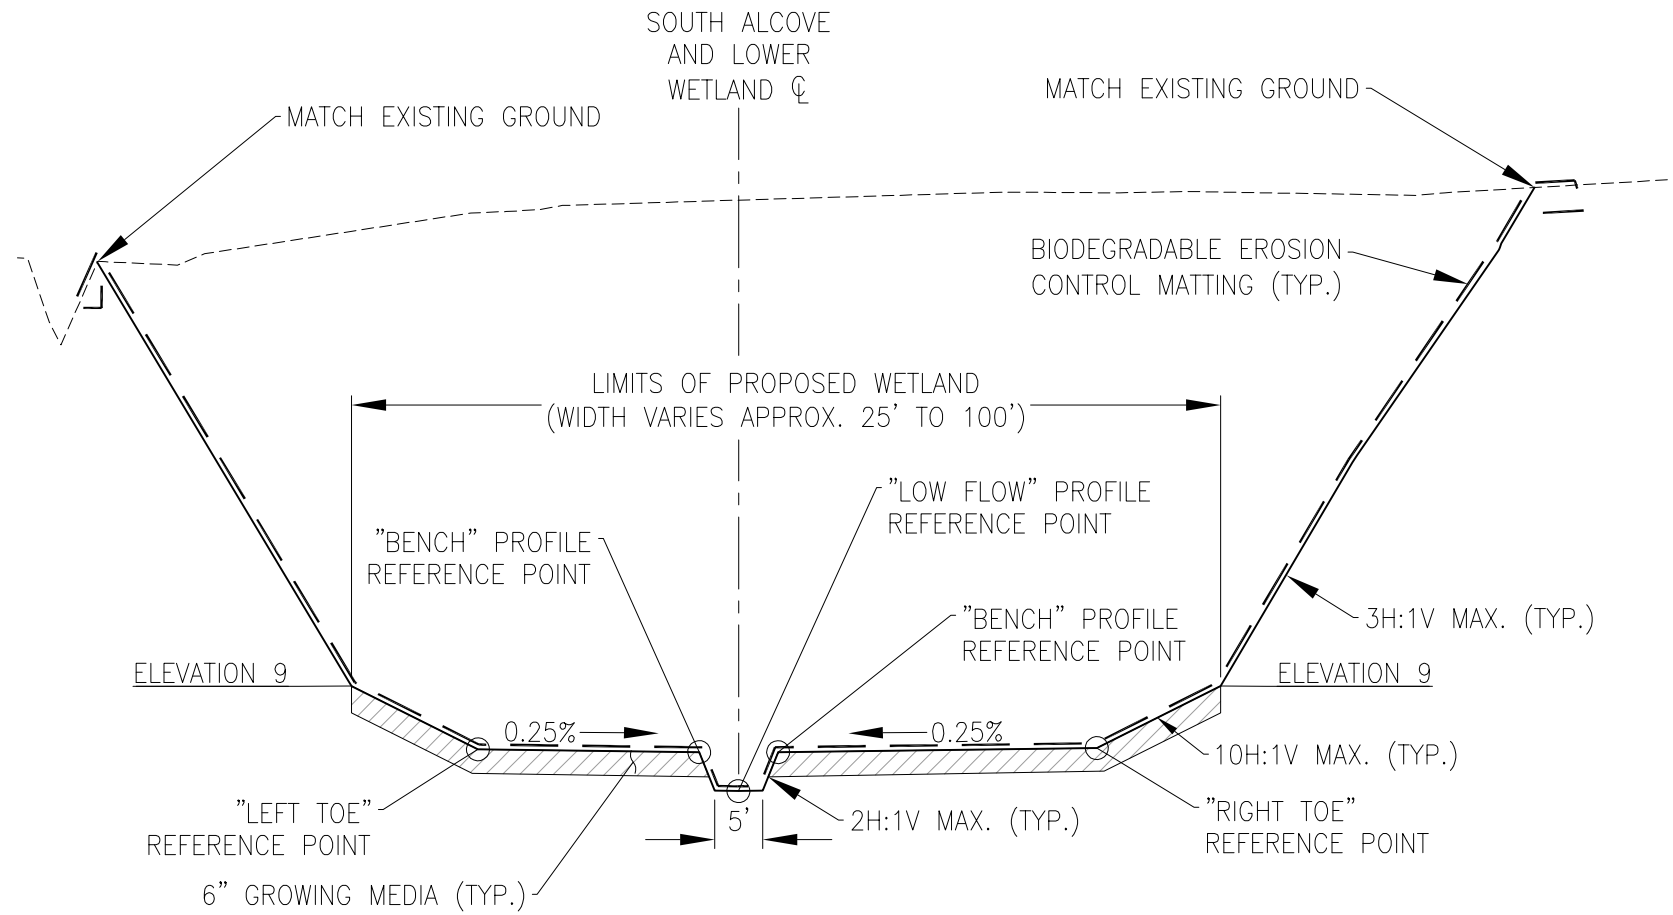 SOUTH ALCOVE
AND LOWER
WETLAND ℄
MATCH EXISTING GROUND
MATCH EXISTING GROUND
BIODEGRADABLE EROSION
CONTROL MATTING (TYP.)
LIMITS OF PROPOSED WETLAND
(WIDTH VARIES APPROX. 25' TO 100')
"LOW FLOW" PROFILE
REFERENCE POINT
"BENCH" PROFILE
REFERENCE POINT
"BENCH" PROFILE
REFERENCE POINT
3H:1V MAX. (TYP.)
ELEVATION 9
ELEVATION 9
0.25%
0.25%
10H:1V MAX. (TYP.)
"LEFT TOE"
REFERENCE POINT
5'
2H:1V MAX. (TYP.)
"RIGHT TOE"
REFERENCE POINT
6" GROWING MEDIA (TYP.)